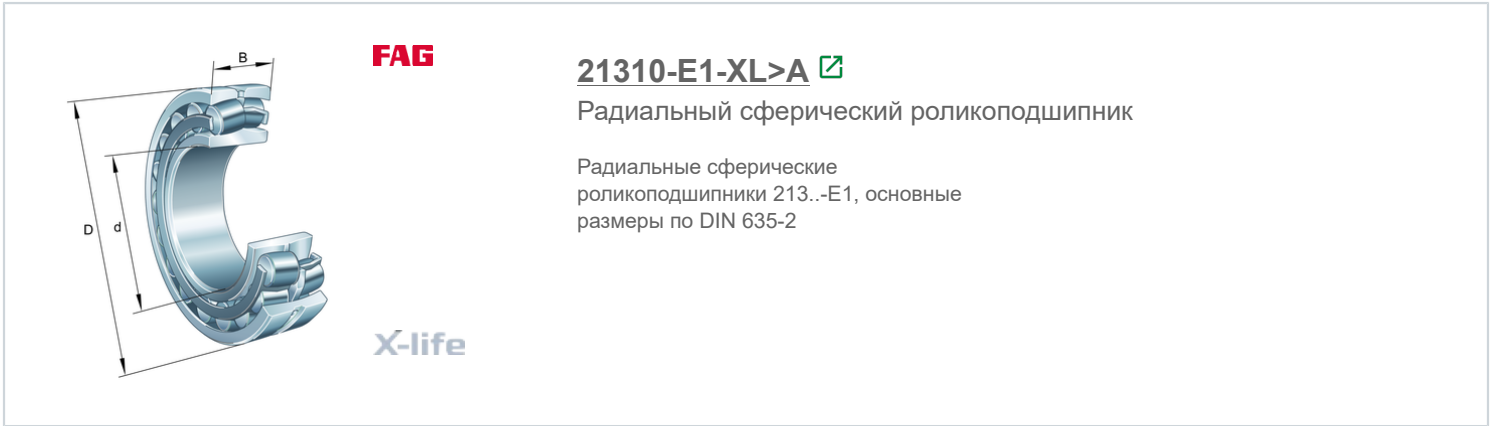 FAG
B
D
d
X-life
21310-E1-XL>A
Радиальный сферический роликоподшипник
Радиальные сферические
роликоподшипники 213..-E1, основные
размеры по DIN 635-2